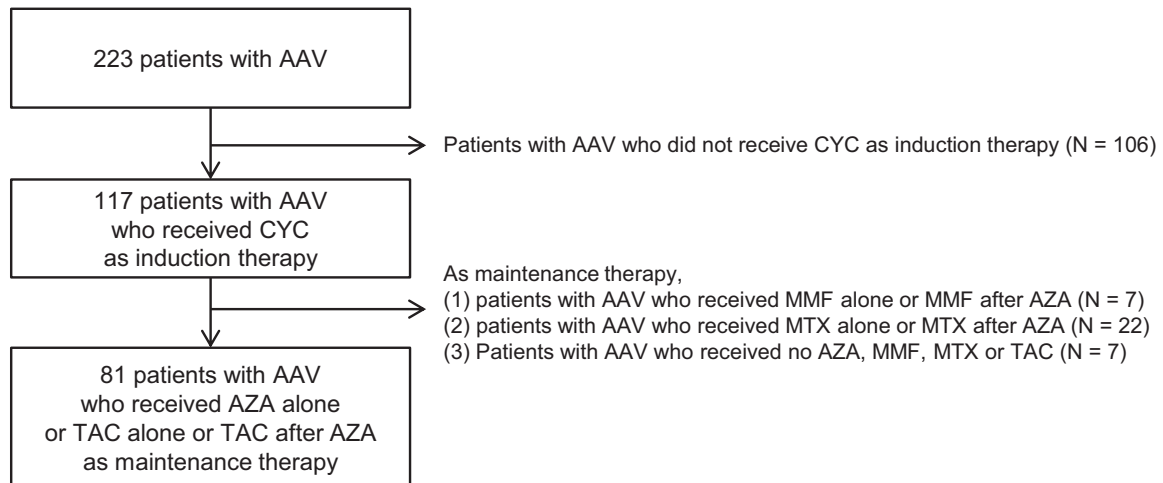 223 patients with AAV
Patients with AAV who did not receive CYC as induction therapy (N = 106)
117 patients with AAV
who received CYC
as induction therapy
As maintenance therapy,
(1) patients with AAV who received MMF alone or MMF after AZA (N = 7)
(2) patients with AAV who received MTX alone or MTX after AZA (N = 22)
(3) Patients with AAV who received no AZA, MMF, MTX or TAC (N = 7)
81 patients with AAV
who received AZA alone
or TAC alone or TAC after AZA
as maintenance therapy